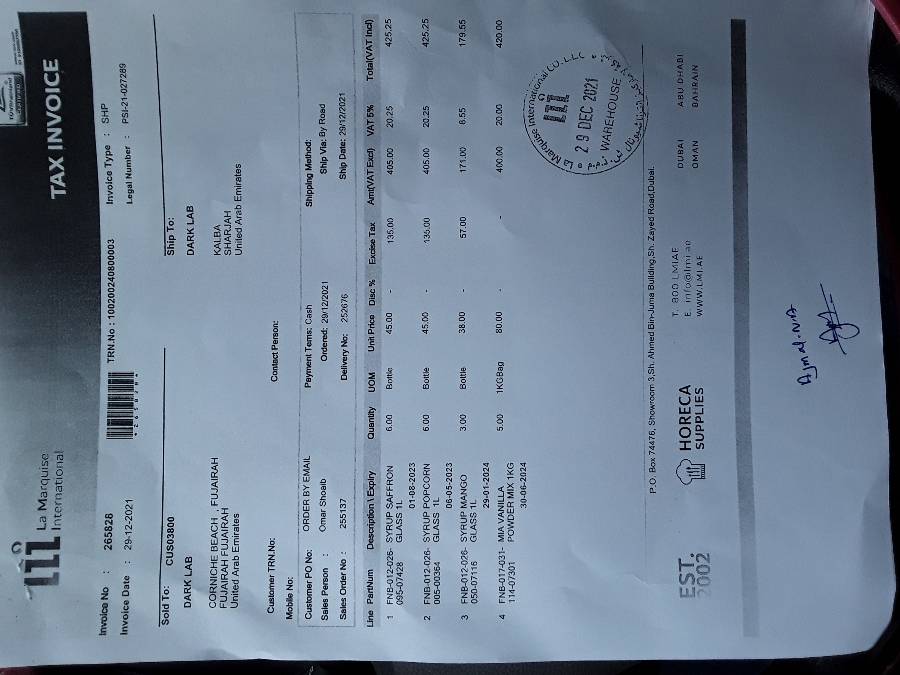 La Marquise
International
TAX INVOICE
Invoice No : 265826
TRN.No : 100200240800003
Invoice Type : SHP
Invoice Date : 29-12-2021
Legal Number : PSI-21-027289
Sold To: CUS03800
Ship To:
DARK LAB
DARK LAB
CORNICHE BEACH , FUJAIRAH
FUJAIRAH FUJAIRAH
United Arab Emirates
KALBA
SHARJAH
United Arab Emirates
Customer TRN.No:
Contact Person:
Mobile No:
Customer PO No: ORDER BY EMAIL Payment Terms: Cash Shipping Method:
Sales Person : Omar Shoaib Ordered: 29/12/2021 Ship Via: By Road
Sales Order No : 255137 Delivery No: 252676 Ship Date: 29/12/2021
Line PartNum Description \ Expiry Quantity UOM Unit Price Disc % Excise Tax Amt(VAT Excl) VAT 5% Total(VAT Incl)
1 FNB-012-026- SYRUP SAFFRON 6.00 Bottle 45.00 - 135.00 405.00 20.25 425.25
095-07428 GLASS 1L
01-08-2023
2 FNB-012-026- SYRUP POPCORN 6.00 Bottle 45.00 - 135.00 405.00 20.25 425.25
005-00364 GLASS 1L
06-05-2023
3 FNB-012-026- SYRUP MANGO 3.00 Bottle 38.00 - 57.00 171.00 8.55 179.55
050-07116 GLASS 1L
29-01-2024
4 FNB-017-031- MIA VANILLA 5.00 1KGBag 80.00 - - 400.00 20.00 420.00
114-07301 POWDER MIX 1KG
30-06-2024
La Marquise International CO. L.L.C
29 DEC 2021
WAREHOUSE
P.O. Box 74476, Showroom 3,Sh. Ahmed Bin-Juma Building,Sh. Zayed Road,Dubai.
EST.
2002
HORECA
SUPPLIES
T. 800 LMIAE
E. info@lmi.ae
WWW.LMI.AE
DUBAI ABU DHABI
OMAN BAHRAIN